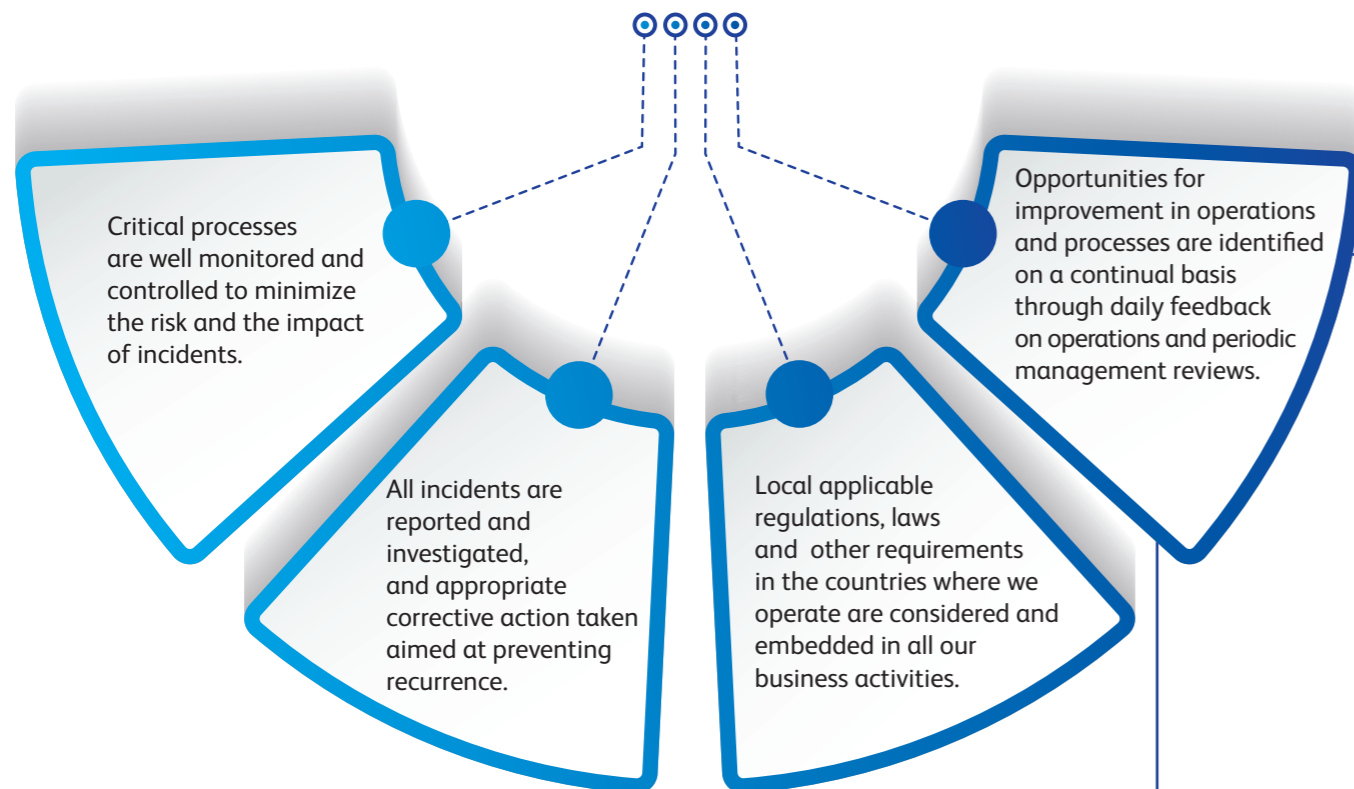 Critical processes
are well monitored and
controlled to minimize
the risk and the impact
of incidents.
All incidents are
reported and
investigated,
and appropriate
corrective action taken
aimed at preventing
recurrence.
Local applicable
regulations, laws
and  other requirements
in the countries where we
operate are considered and
embedded in all our
business activities.
Opportunities for
improvement in operations
and processes are identified
on a continual basis
through daily feedback
on operations and periodic
management reviews.